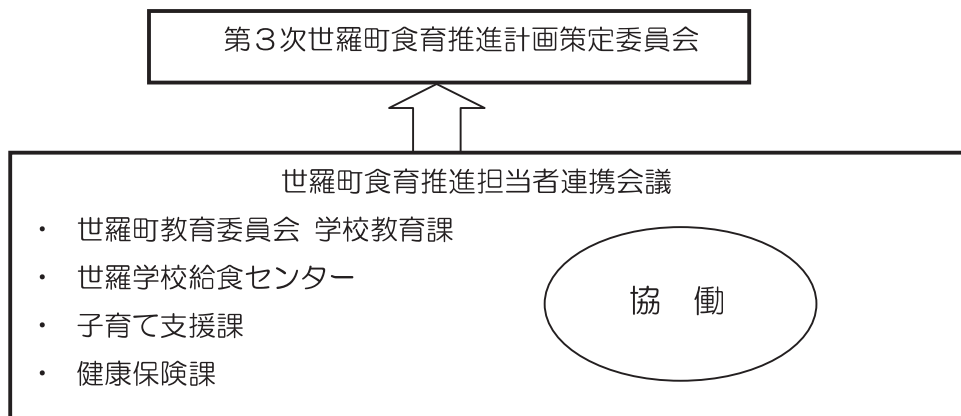 第３次世羅町食育推進計画策定委員会
世羅町食育推進担当者連携会議
・ 世羅町教育委員会 学校教育課
・ 世羅学校給食センター
・ 子育て支援課
・ 健康保険課
協 働